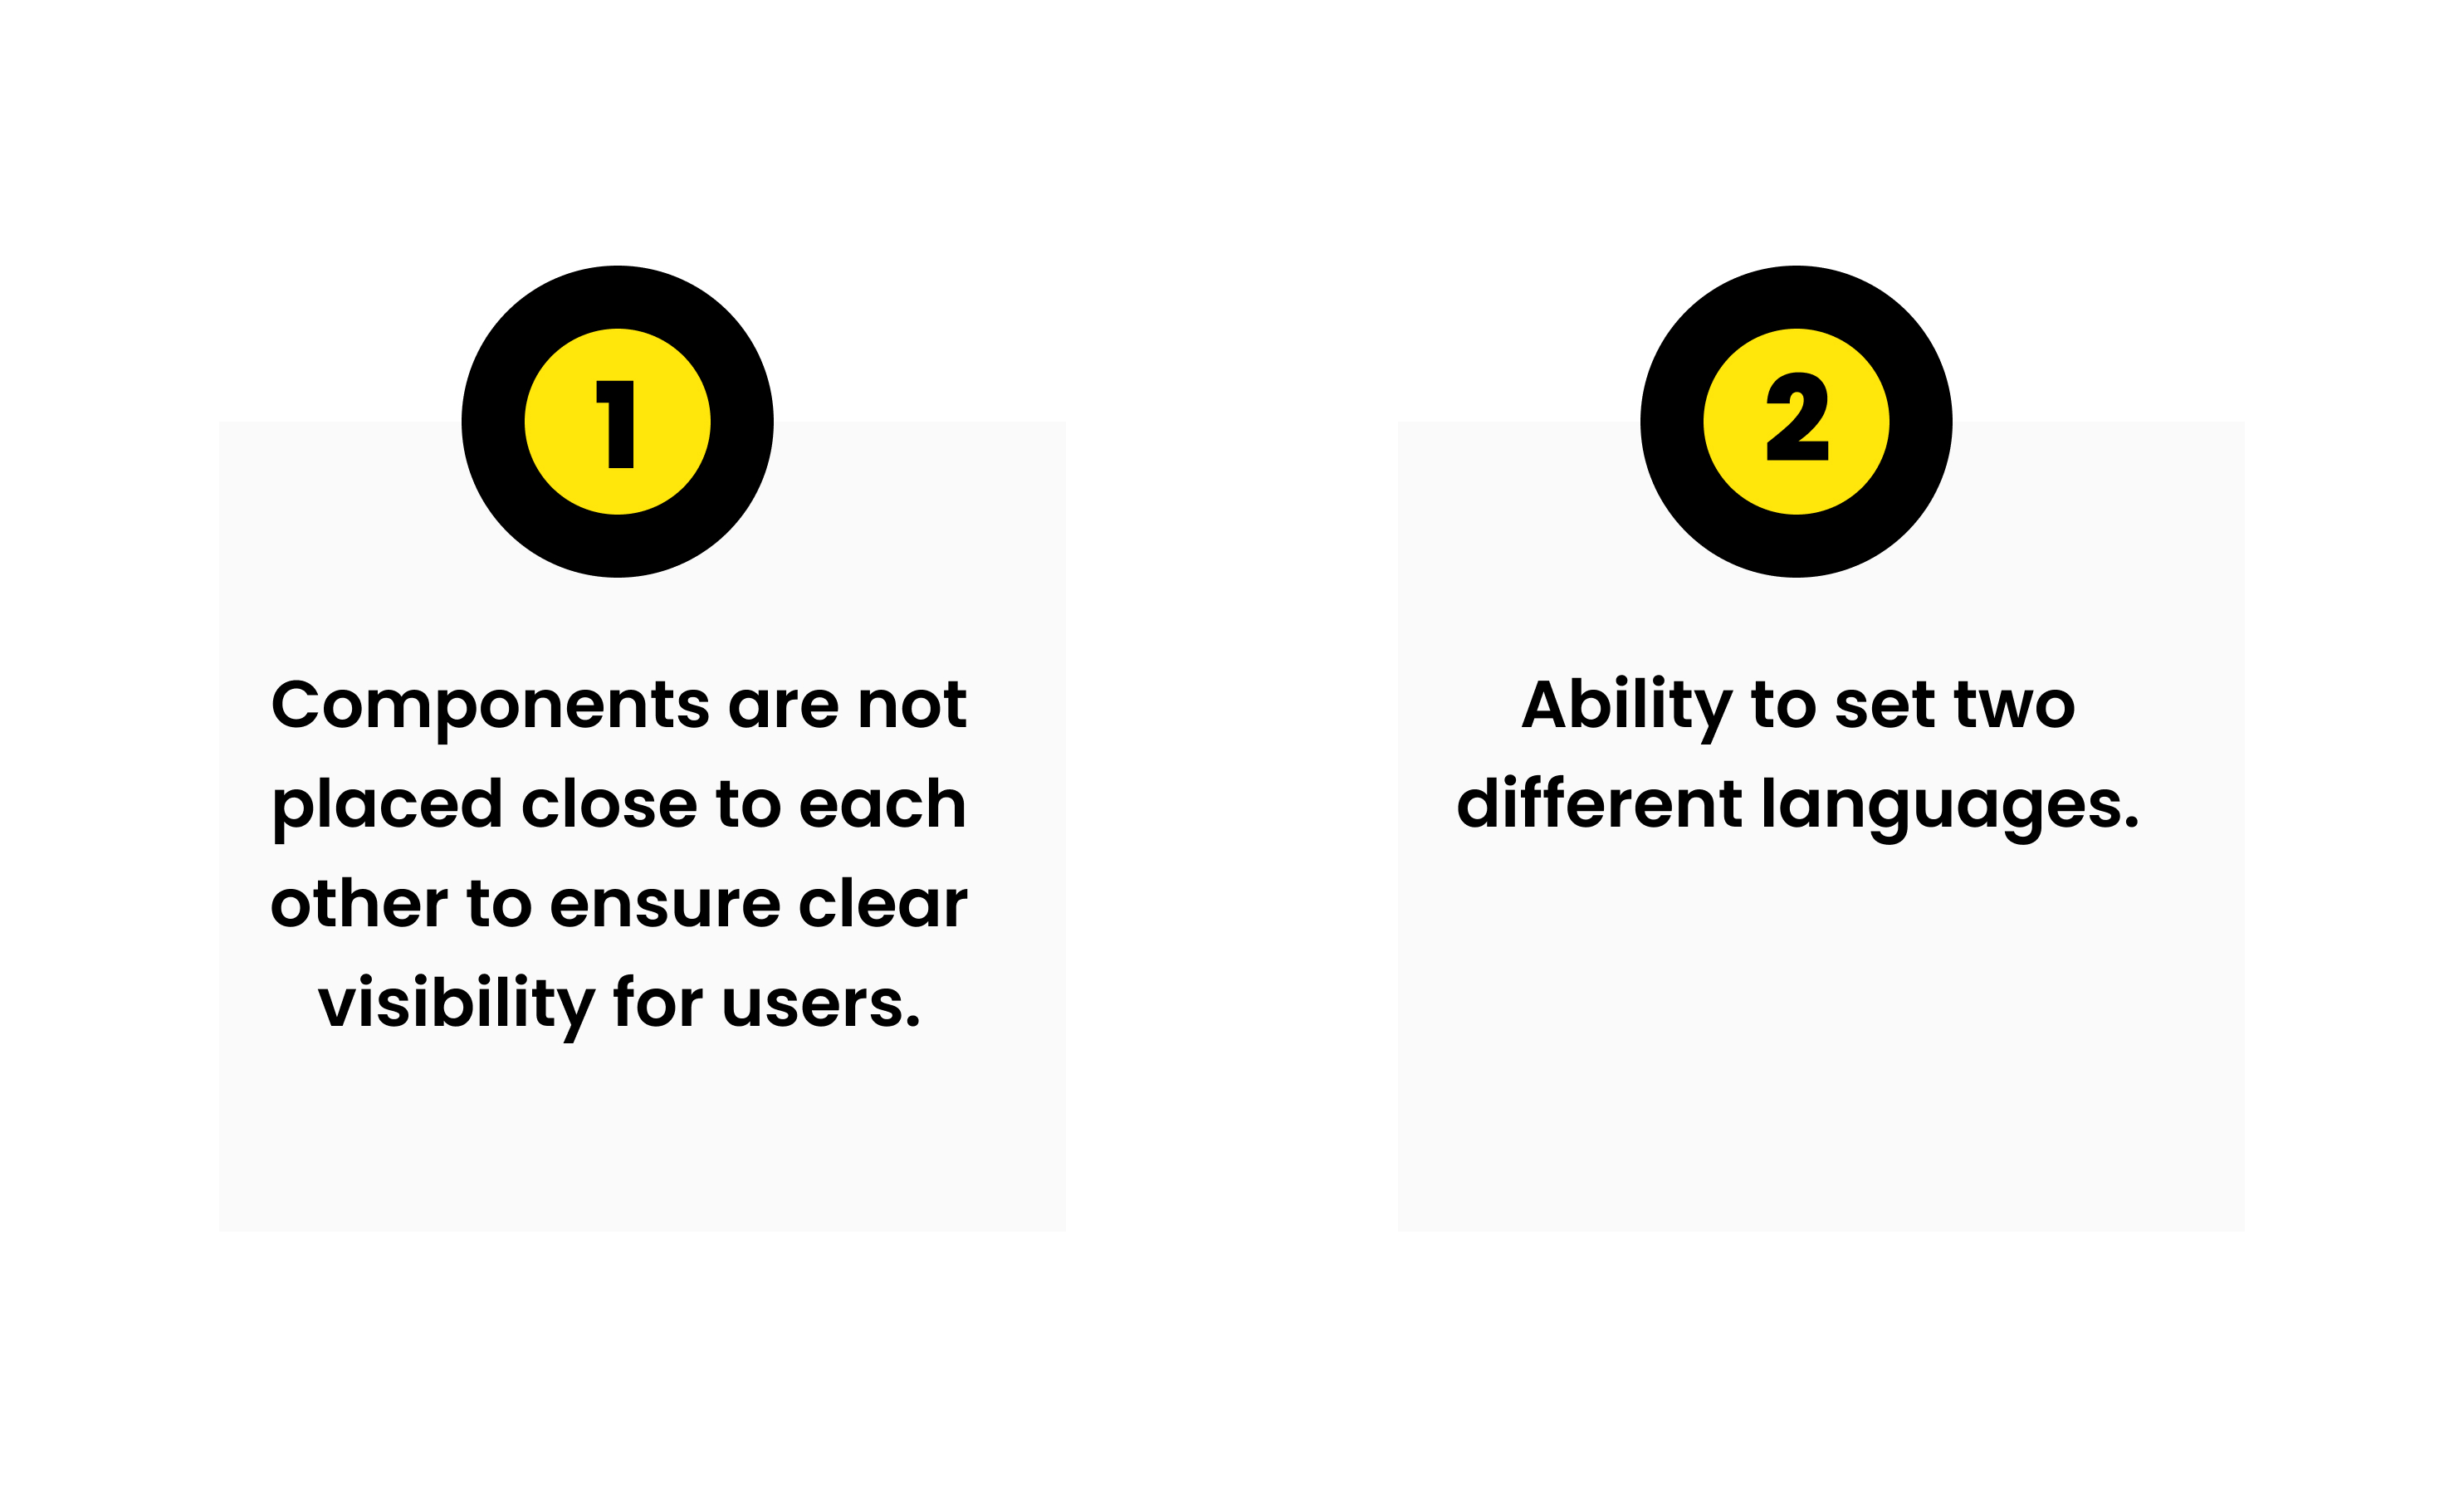 1
Components are not
placed close to each
other to ensure clear
visibility for users.
2
Ability to set two
different languages.